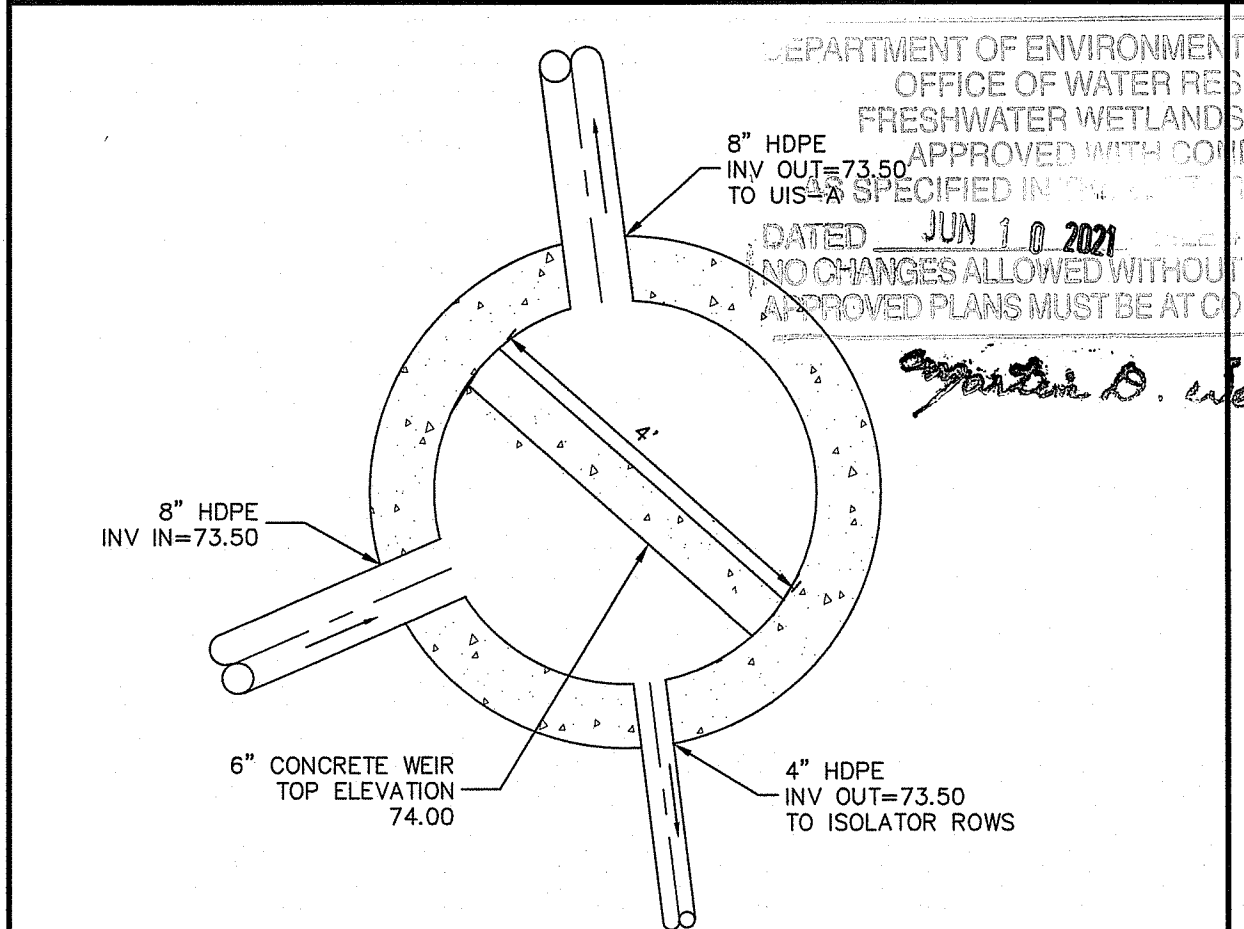 DEPARTMENT OF ENVIRONMENT
OFFICE OF WATER RES
FRESHWATER WETLANDS
APPROVED WITH CON
AS SPECIFIED IN
DATED JUN 10 2021
NO CHANGES ALLOWED WITHOUT
APPROVED PLANS MUST BE AT CO
8" HDPE
INV OUT=73.50
TO UIS-A
4'
8" HDPE
INV IN=73.50
6" CONCRETE WEIR
TOP ELEVATION
74.00
4" HDPE
INV OUT=73.50
TO ISOLATOR ROWS